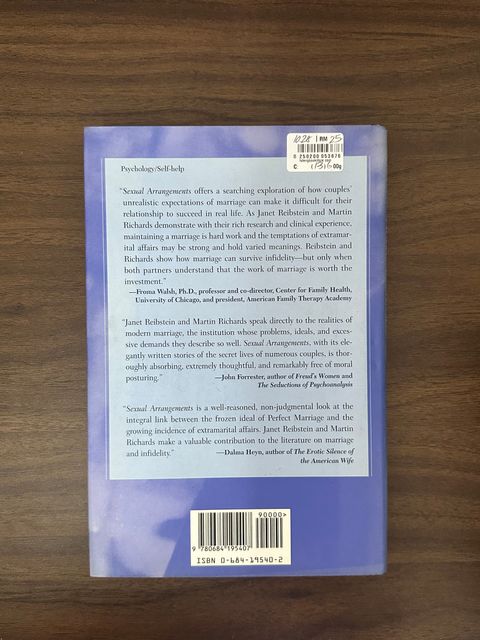 1028 RM 25
9 250200 053870
C
00g
Psychology/Self-help
“Sexual Arrangements offers a searching exploration of how couples’
unrealistic expectations of marriage can make it difficult for their
relationship to succeed in real life. As Janet Reibstein and Martin
Richards demonstrate with their rich research and clinical experience,
maintaining a marriage is hard work and the temptations of extramar-
ital affairs may be strong and hold varied meanings. Reibstein and
Richards show how marriage can survive infidelity—but only when
both partners understand that the work of marriage is worth the
investment.”
—Froma Walsh, Ph.D., professor and co-director, Center for Family Health,
University of Chicago, and president, American Family Therapy Academy
“Janet Reibstein and Martin Richards speak directly to the realities of
modern marriage, the institution whose problems, ideals, and exces-
sive demands they describe so well. Sexual Arrangements, with its ele-
gantly written stories of the secret lives of numerous couples, is thor-
oughly absorbing, extremely thoughtful, and remarkably free of moral
posturing.” —John Forrester, author of Freud’s Women and
The Seductions of Psychoanalysis
“Sexual Arrangements is a well-reasoned, non-judgmental look at the
integral link between the frozen ideal of Perfect Marriage and the
growing incidence of extramarital affairs. Janet Reibstein and Martin
Richards make a valuable contribution to the literature on marriage
and infidelity.” —Dalma Heyn, author of The Erotic Silence of
the American Wife
90000>
9 780684 195407
ISBN 0-684-19540-2